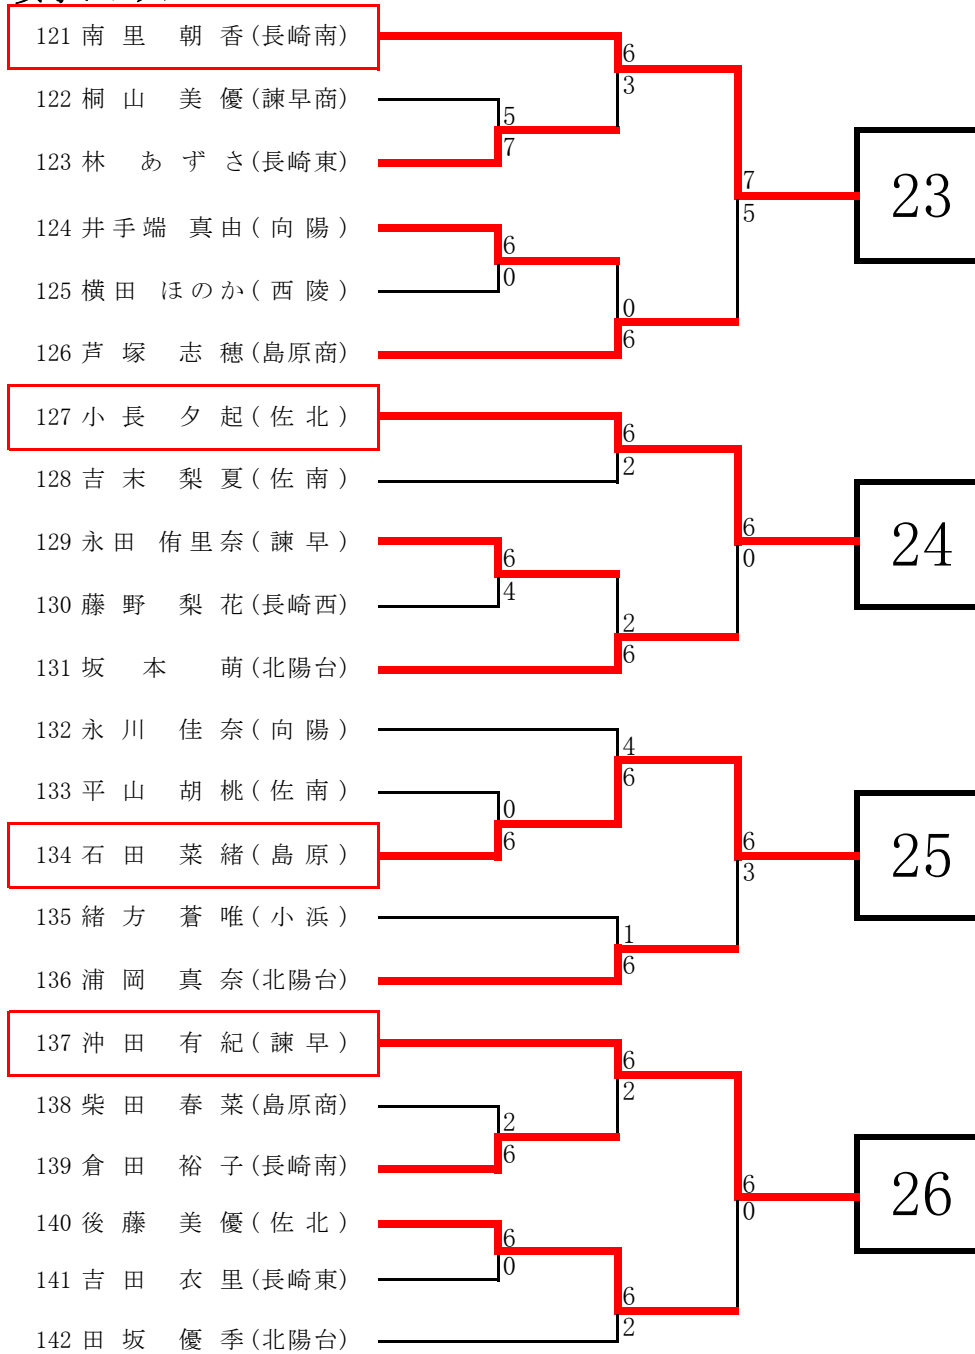 121 南里 朝香(長崎南)
6
3
122 桐山 美優(諫早商)
5
7
123 林 あずさ(長崎東)
7
5
23
124 井手端 真由(向陽)
6
0
125 横田 ほのか(西陵)
0
6
126 芦塚 志穂(島原商)
127 小長 夕起(佐北)
6
2
128 吉末 梨夏(佐南)
6
0
24
129 永田 侑里奈(諫早)
6
4
130 藤野 梨花(長崎西)
2
6
131 坂本 萌(北陽台)
132 永川 佳奈(向陽)
4
6
133 平山 胡桃(佐南)
0
6
134 石田 菜緒(島原)
6
3
25
135 緒方 蒼唯(小浜)
1
6
136 浦岡 真奈(北陽台)
137 沖田 有紀(諫早)
6
2
138 柴田 春菜(島原商)
2
6
139 倉田 裕子(長崎南)
6
0
26
140 後藤 美優(佐北)
6
0
141 吉田 衣里(長崎東)
6
2
142 田坂 優季(北陽台)